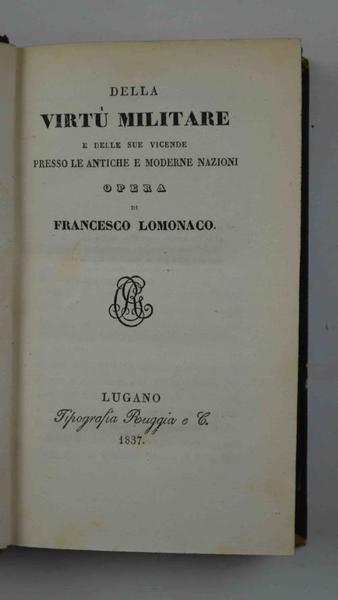 DELLA
VIRTÙ MILITARE
E DELLE SUE VICENDE
PRESSO LE ANTICHE E MODERNE NAZIONI
OPERA
DI
FRANCESCO LOMONACO.
LUGANO
Tipografia Ruggia e C.
1837.